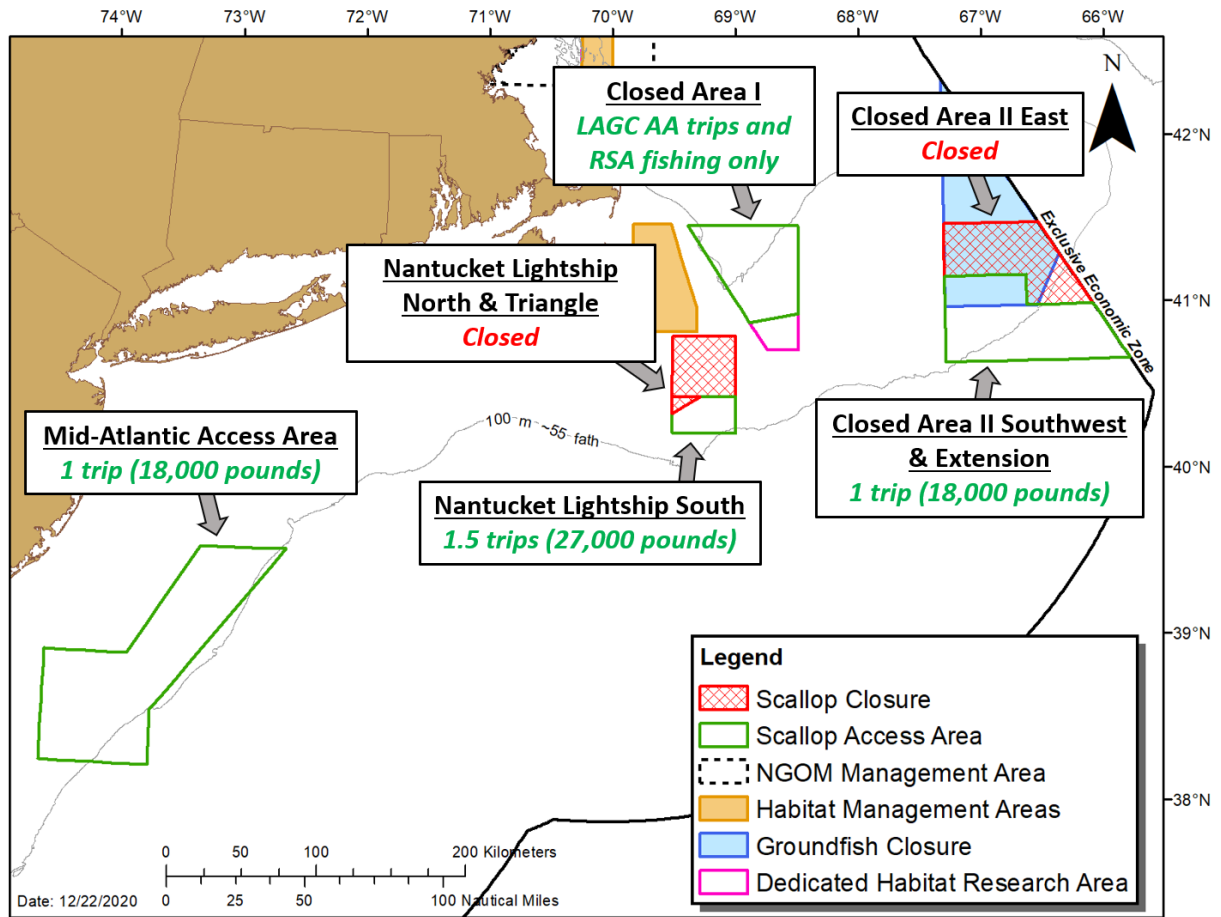 74°W 73°W 72°W 71°W 70°W 69°W 68°W 67°W 66°W
N
Closed Area I
LAGC AA trips and
RSA fishing only
Closed Area II East
Closed
42°N
Exclusive Economic Zone
Nantucket Lightship
North & Triangle
Closed
41°N
Mid-Atlantic Access Area
1 trip (18,000 pounds)
100 m ~55 fath
Closed Area II Southwest
& Extension
1 trip (18,000 pounds)
40°N
Nantucket Lightship South
1.5 trips (27,000 pounds)
39°N
Legend
Scallop Closure
Scallop Access Area
NGOM Management Area
Habitat Management Areas
Groundfish Closure
Dedicated Habitat Research Area
38°N
0 50 100 200 Kilometers
0 25 50 100 Nautical Miles
Date: 12/22/2020